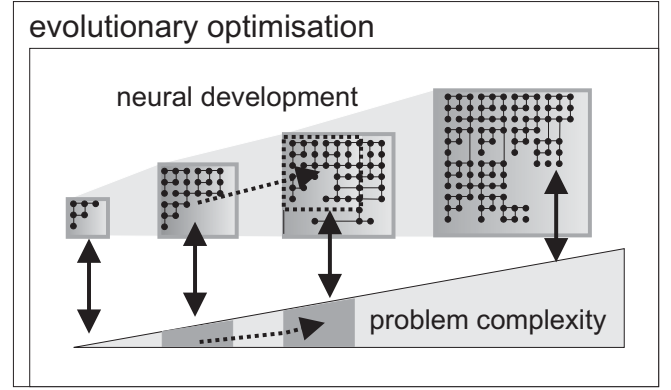 evolutionary optimisation
neural development
problem complexity